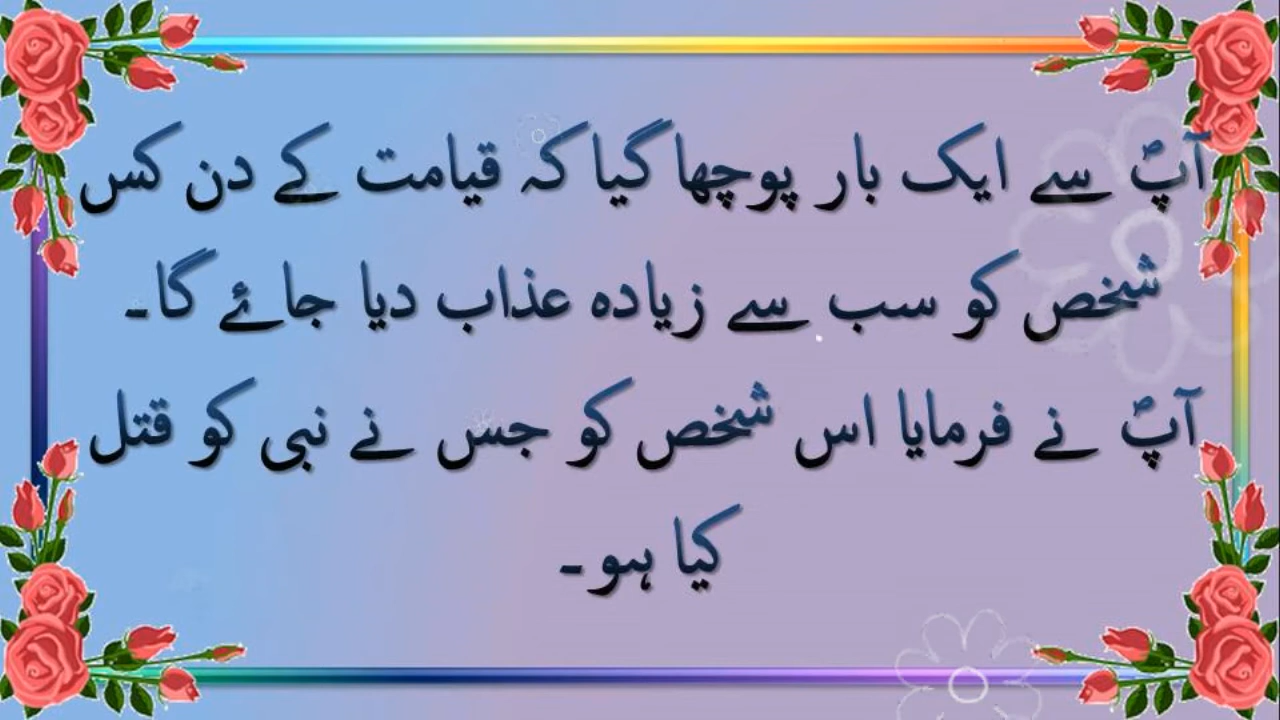 آپؐ سے ایک بار پوچھا گیا کہ قیامت کے دن کس
شخص کو سب سے زیادہ عذاب دیا جائے گا۔
آپؐ نے فرمایا اس شخص کو جس نے نبی کو قتل
کیا ہو۔